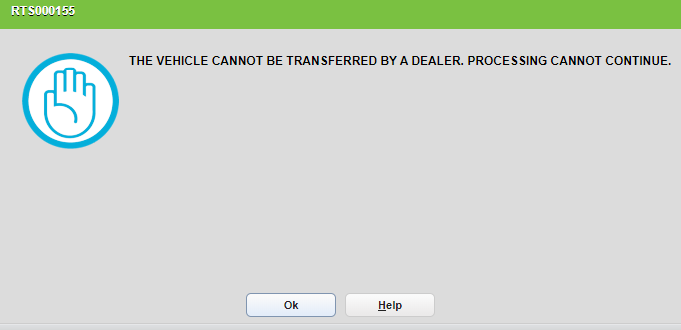 RTS000155
THE VEHICLE CANNOT BE TRANSFERRED BY A DEALER. PROCESSING CANNOT CONTINUE.
Ok
Help